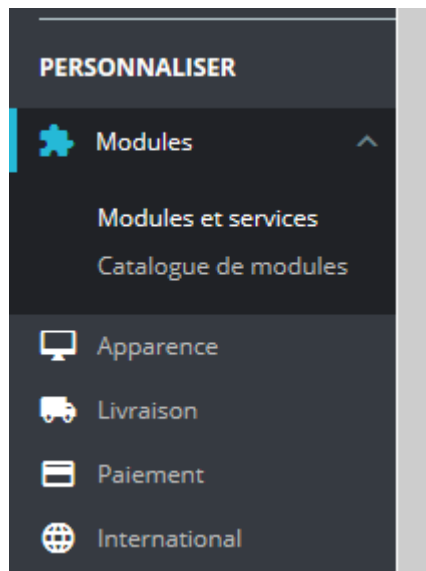 PERSONNALISER
Modules
Modules et services
Catalogue de modules
Apparence
Livraison
Paiement
International